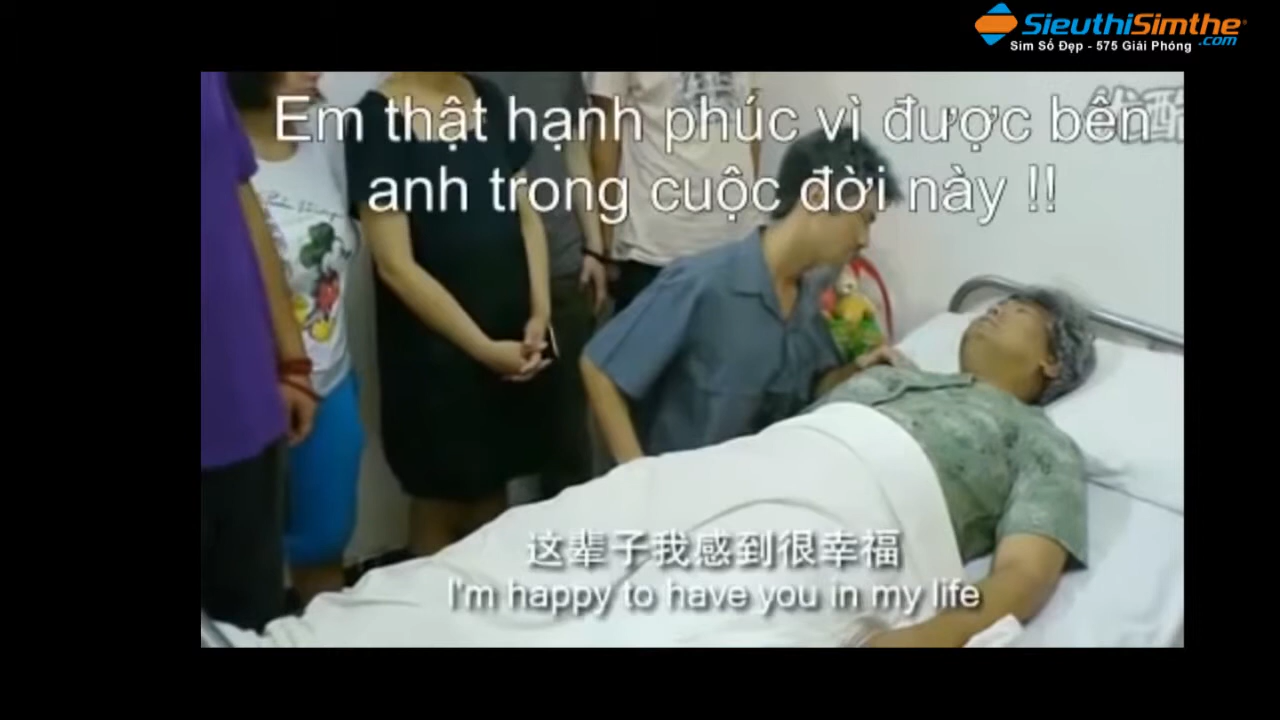 SieuthiSimthe
.com
Sim Số Đẹp - 575 Giải Phóng
Em thật hạnh phúc vì được bên
anh trong cuộc đời này !!
这辈子我感到很幸福
I'm happy to have you in my life